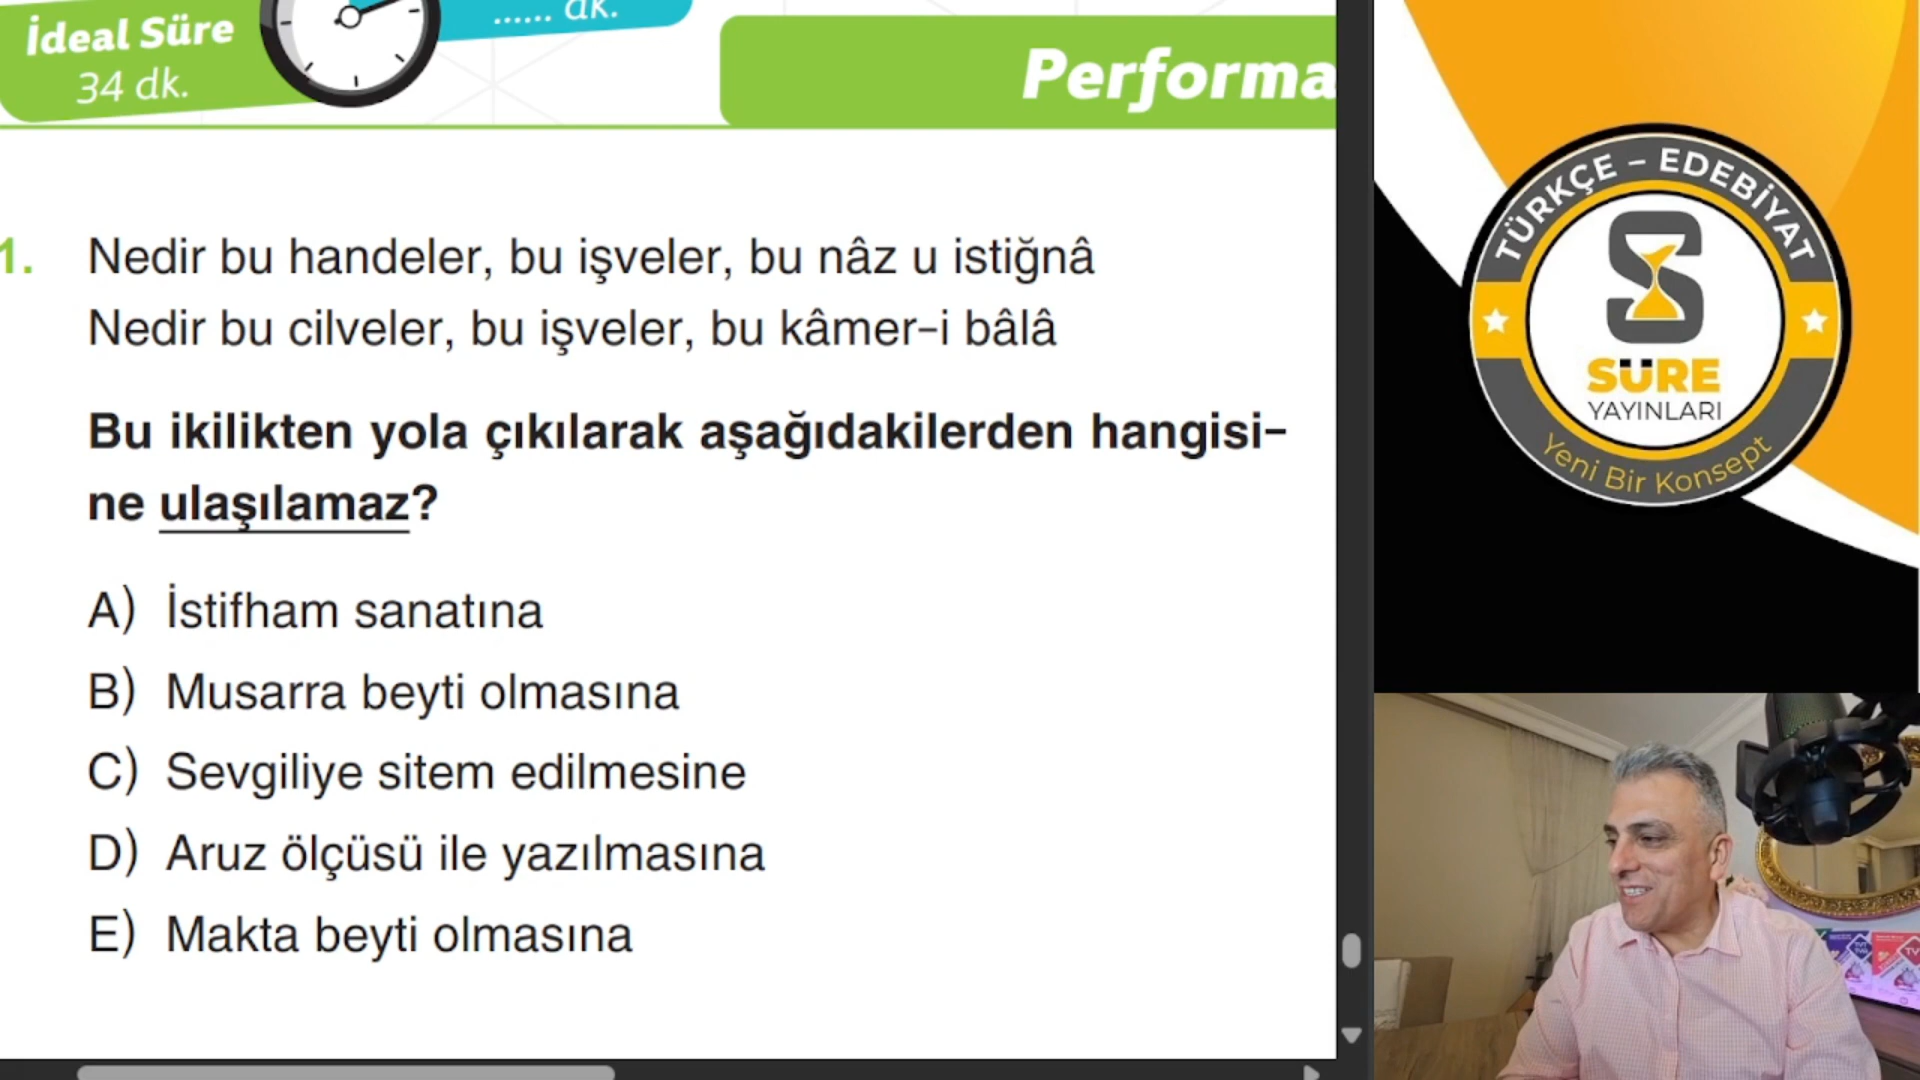 İdeal Süre
34 dk.
...... dk.
Performa
1. Nedir bu handeler, bu işveler, bu nâz u istiğnâ
Nedir bu cilveler, bu işveler, bu kâmer-i bâlâ
Bu ikilikten yola çıkılarak aşağıdakilerden hangisi-
ne ulaşılamaz?
A) İstifham sanatına
B) Musarra beyti olmasına
C) Sevgiliye sitem edilmesine
D) Aruz ölçüsü ile yazılmasına
E) Makta beyti olmasına
TÜRKÇE - EDEBİYAT
SÜRE
YAYINLARI
Yeni Bir Konsept